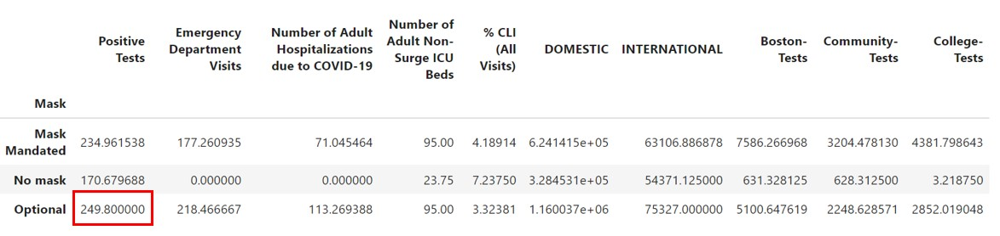 Positive Tests Emergency Department Visits Number of Adult Hospitalizations due to COVID-19 Number of Adult Non-Surge ICU Beds % CLI (All Visits) DOMESTIC INTERNATIONAL Boston-Tests Community-Tests College-Tests
Mask
Mask Mandated 234.961538 177.260935 71.045464 95.00 4.18914 6.241415e+05 63106.886878 7586.266968 3204.478130 4381.798643
No mask 170.679688 0.000000 0.000000 23.75 7.23750 3.284531e+05 54371.125000 631.328125 628.312500 3.218750
Optional 249.800000 218.466667 113.269388 95.00 3.32381 1.160037e+06 75327.000000 5100.647619 2248.628571 2852.019048